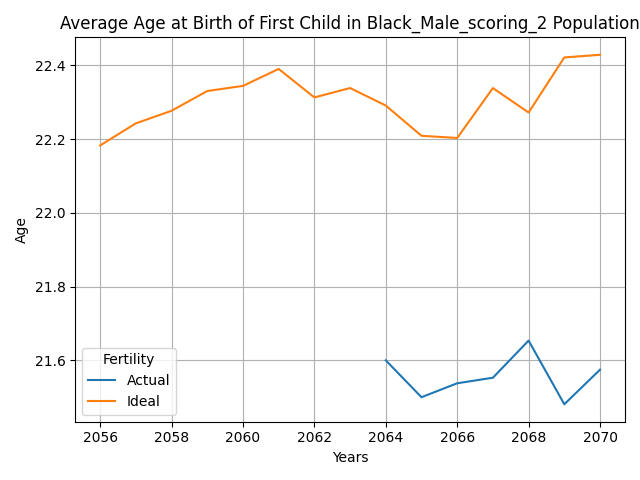 Average Age at Birth of First Child in Black_Male_scoring_2 Population
22.4
22.2
22.0
21.8
21.6
Age
Fertility
Actual
Ideal
2056 2058 2060 2062 2064 2066 2068 2070
Years